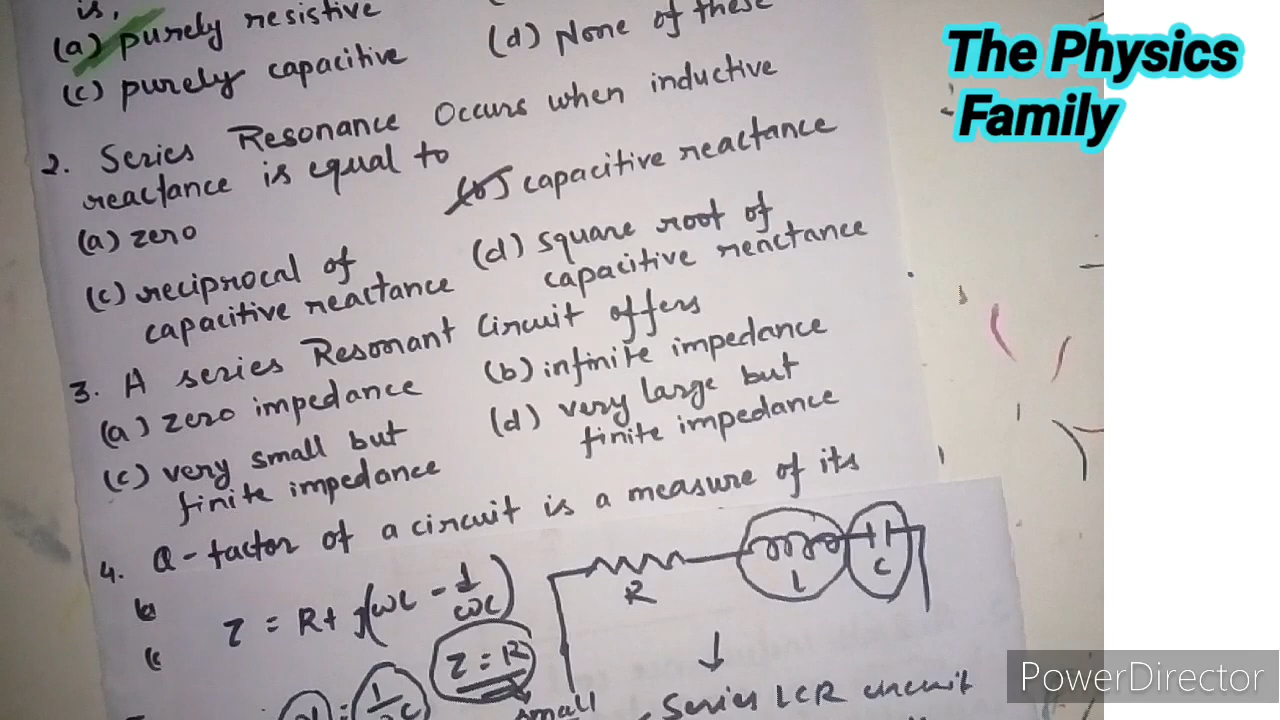 is,
(a) purely resistive
(c) purely capacitive (d) None of these
2. Series Resonance Occurs when inductive
reactance is equal to
(a) zero (b) capacitive reactance
(c) reciprocal of (d) square root of
capacitive reactance capacitive reactance
3. A series Resonant Circuit offers
(a) zero impedance (b) infinite impedance
(c) very small but (d) very large but
finite impedance finite impedance
4. Q-factor of a circuit is a measure of its
Z = R + j(ωL - 1/ωC)
R L C
Z = R
small
Series LCR circuit
The Physics
Family
PowerDirector